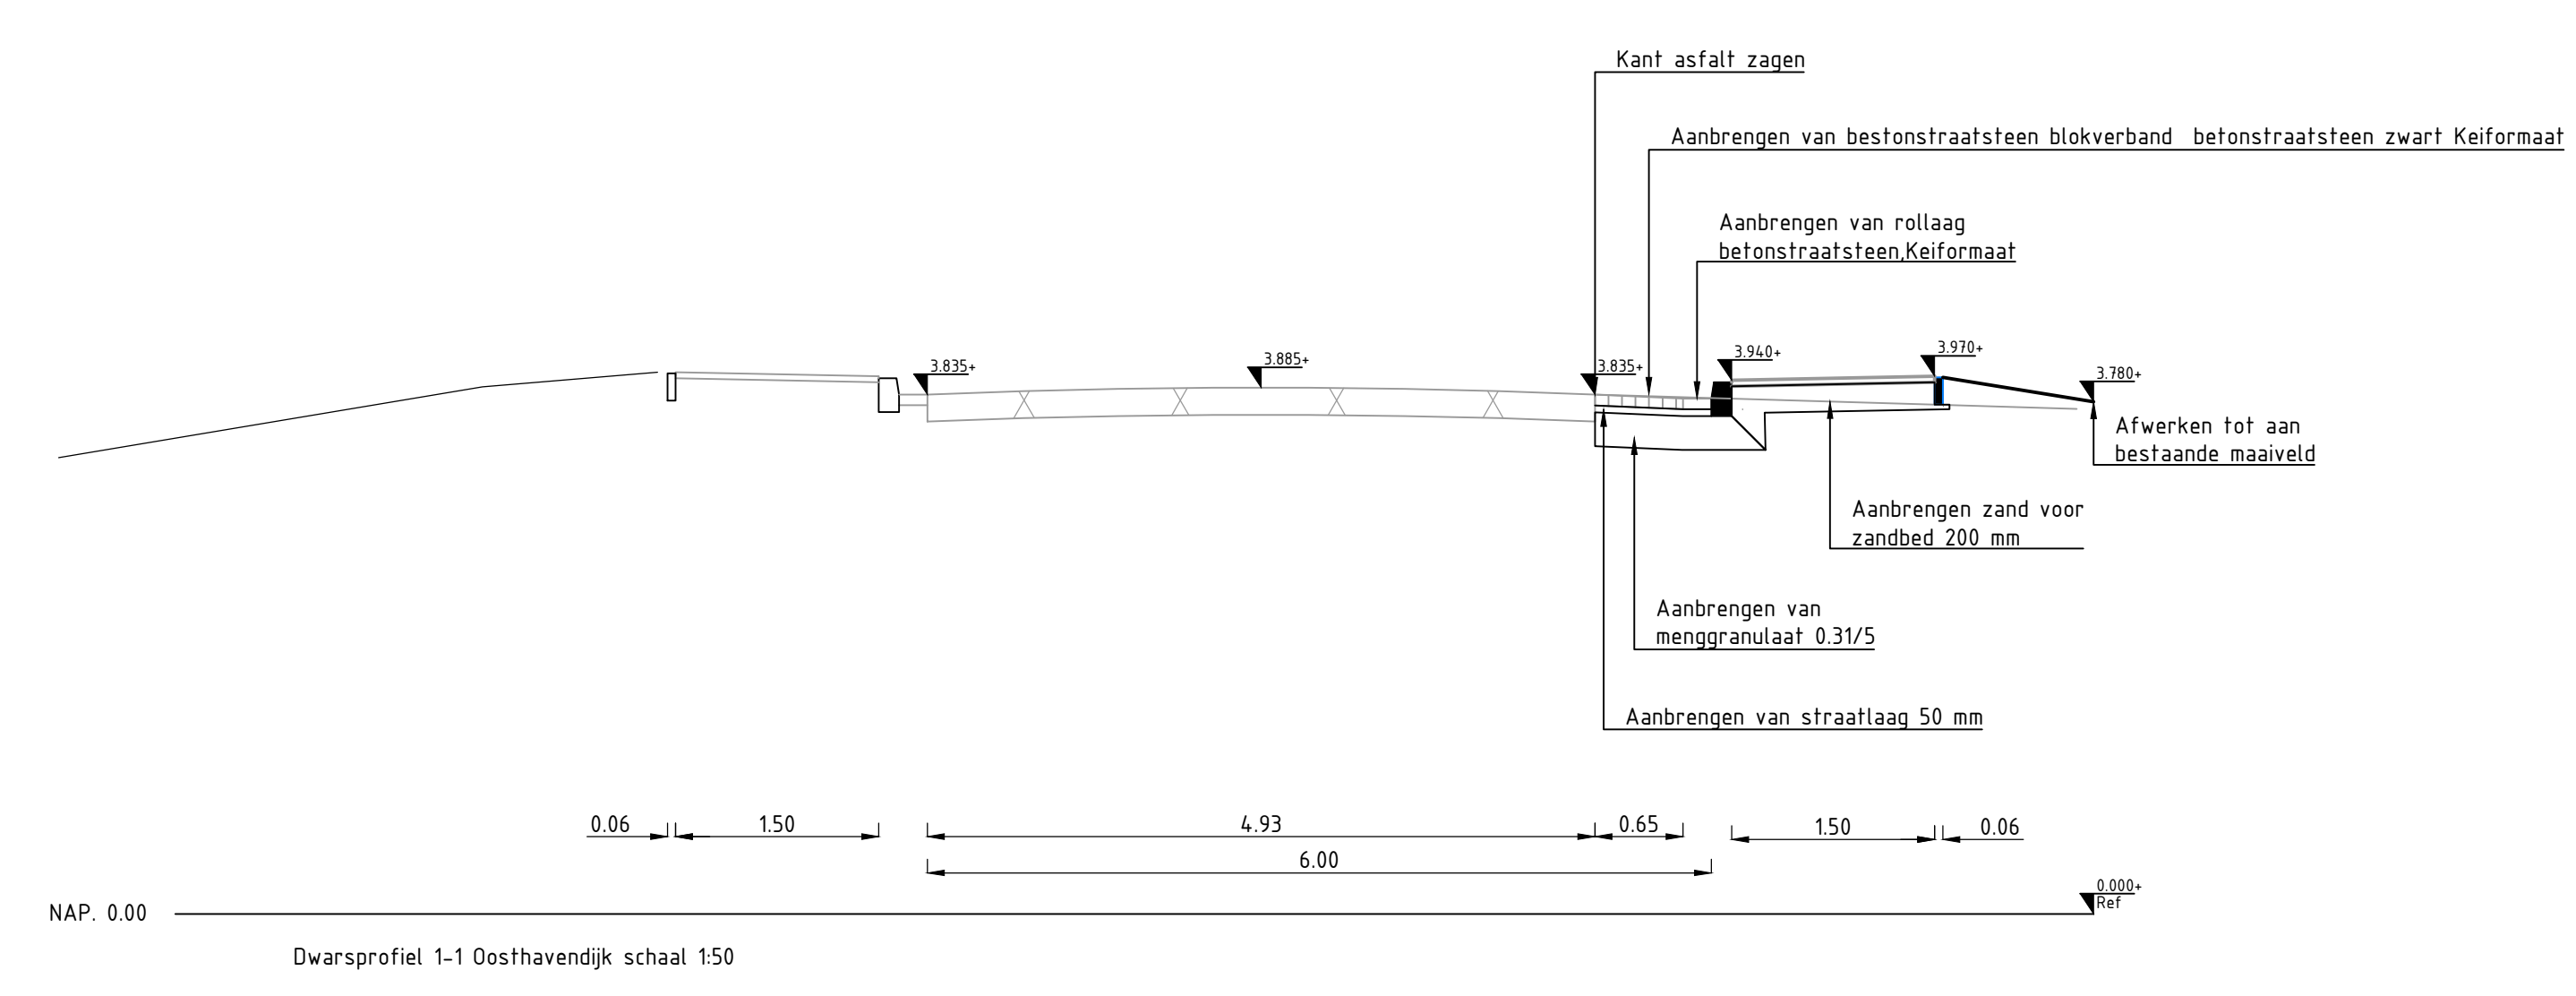 Kant asfalt zagen
Aanbrengen van bestonstraatsteen blokverband betonstraatsteen zwart Keiformaat
Aanbrengen van rollaag
betonstraatsteen,Keiformaat
3.835+
3.885+
3.835+
3.940+
3.970+
3.780+
Afwerken tot aan
bestaande maaiveld
Aanbrengen zand voor
zandbed 200 mm
Aanbrengen van
menggranulaat 0.31/5
Aanbrengen van straatlaag 50 mm
0.06
1.50
4.93
0.65
1.50
0.06
6.00
0.000+
Ref
NAP. 0.00
Dwarsprofiel 1-1 Oosthavendijk schaal 1:50